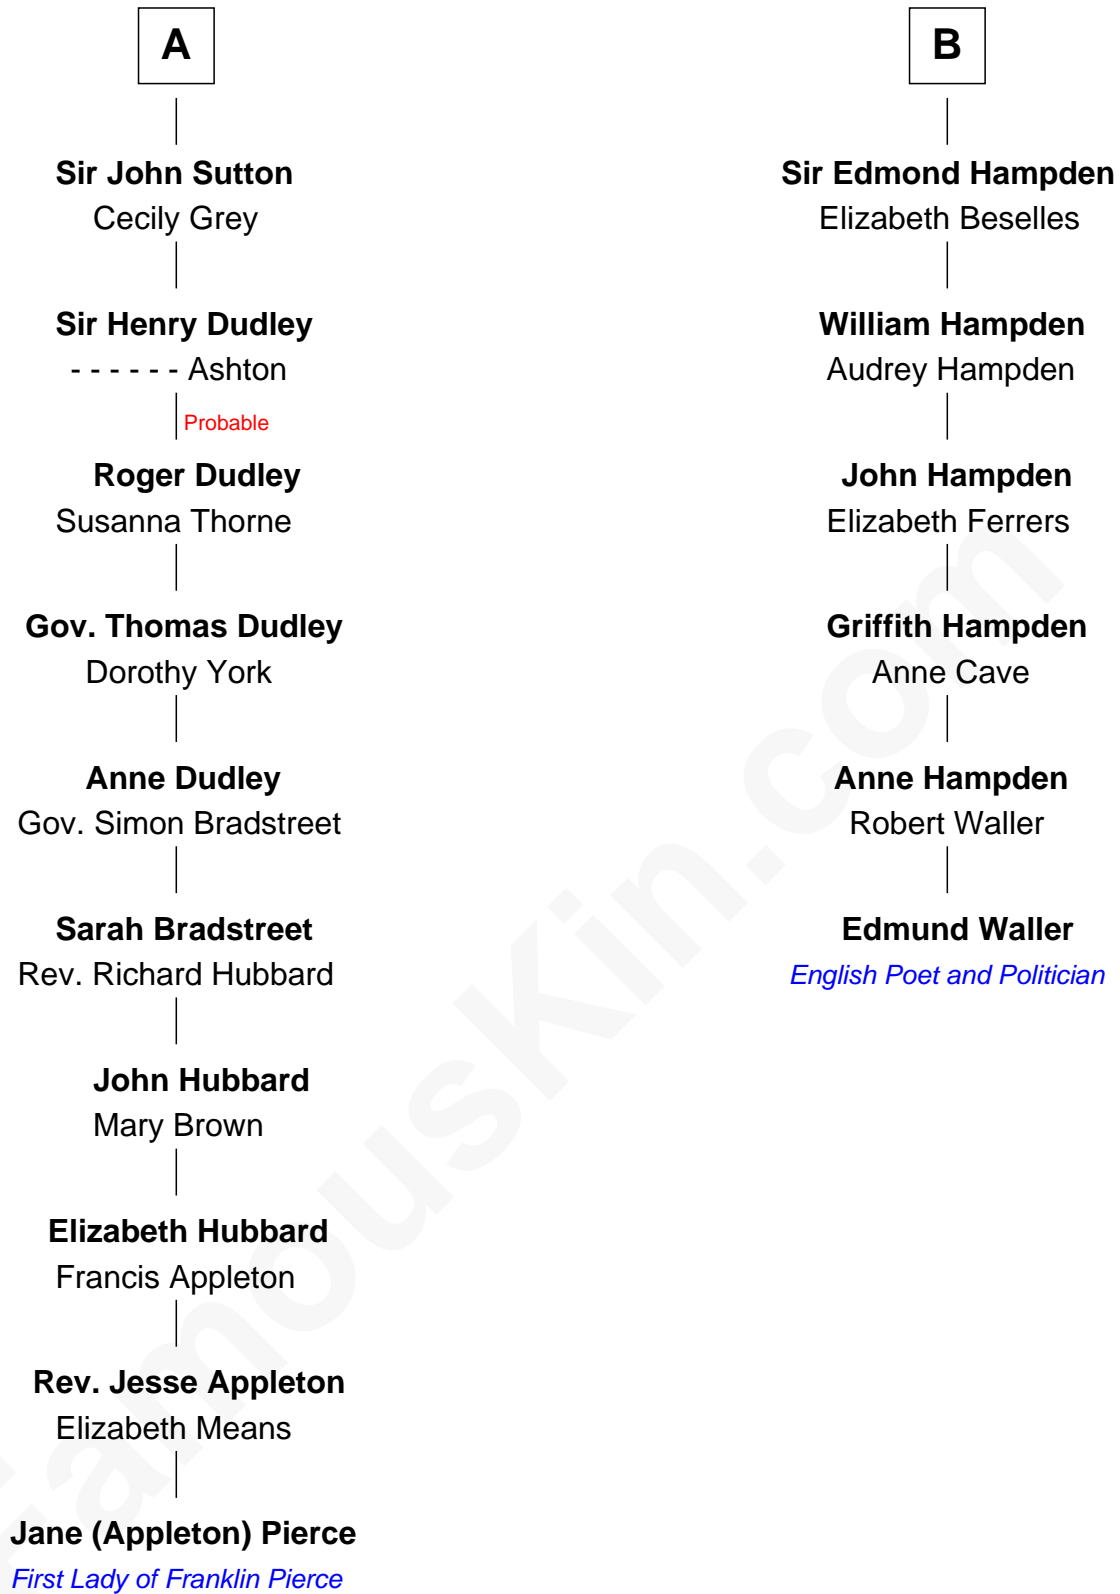 A
Sir John Sutton
Cecily Grey
Sir Henry Dudley
- - - - - - Ashton
Probable
Roger Dudley
Susanna Thorne
Gov. Thomas Dudley
Dorothy York
Anne Dudley
Gov. Simon Bradstreet
Sarah Bradstreet
Rev. Richard Hubbard
John Hubbard
Mary Brown
Elizabeth Hubbard
Francis Appleton
Rev. Jesse Appleton
Elizabeth Means
Jane (Appleton) Pierce
First Lady of Franklin Pierce
B
Sir Edmond Hampden
Elizabeth Beselles
William Hampden
Audrey Hampden
John Hampden
Elizabeth Ferrers
Griffith Hampden
Anne Cave
Anne Hampden
Robert Waller
Edmund Waller
English Poet and Politician
FamousKin.com